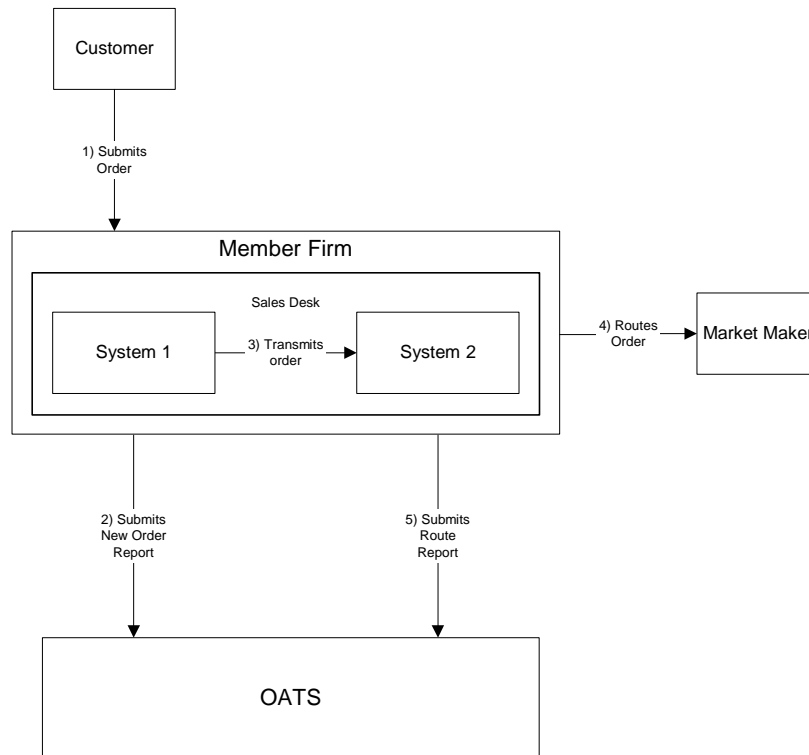 Customer
1) Submits
Order
Member Firm
Sales Desk
System 1
3) Transmits
order
System 2
4) Routes
Order
Market Maker
2) Submits
New Order
Report
5) Submits
Route
Report
OATS